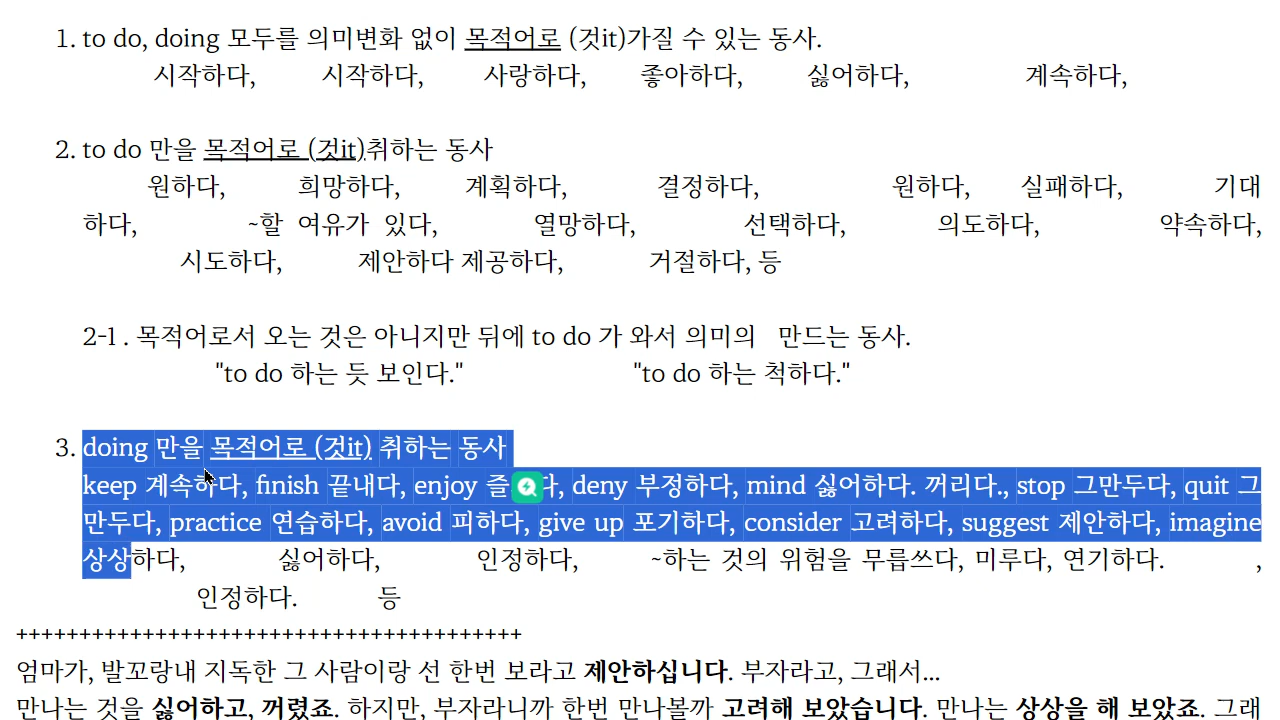 1. to do, doing 모두를 의미변화 없이 목적어로 (것it)가질 수 있는 동사.
시작하다, 시작하다, 사랑하다, 좋아하다, 싫어하다, 계속하다,
2. to do 만을 목적어로 (것it)취하는 동사
원하다, 희망하다, 계획하다, 결정하다, 원하다, 실패하다, 기대
하다, ~할 여유가 있다, 열망하다, 선택하다, 의도하다, 약속하다,
시도하다, 제안하다 제공하다, 거절하다, 등
2-1 . 목적어로서 오는 것은 아니지만 뒤에 to do 가 와서 의미의 만드는 동사.
"to do 하는 듯 보인다." "to do 하는 척하다."
3. doing 만을 목적어로 (것it) 취하는 동사
keep 계속하다, finish 끝내다, enjoy 즐 다, deny 부정하다, mind 싫어하다. 꺼리다., stop 그만두다, quit 그
만두다, practice 연습하다, avoid 피하다, give up 포기하다, consider 고려하다, suggest 제안하다, imagine
상상하다, 싫어하다, 인정하다, ~하는 것의 위험을 무릅쓰다, 미루다, 연기하다. ,
인정하다. 등
+++++++++++++++++++++++++++++++++++++++++
엄마가, 발꼬랑내 지독한 그 사람이랑 선 한번 보라고 제안하십니다. 부자라고, 그래서...
만나는 것을 싫어하고, 꺼렸죠. 하지만, 부자라니까 한번 만나볼까 고려해 보았습니다. 만나는 상상을 해 보았죠. 그래